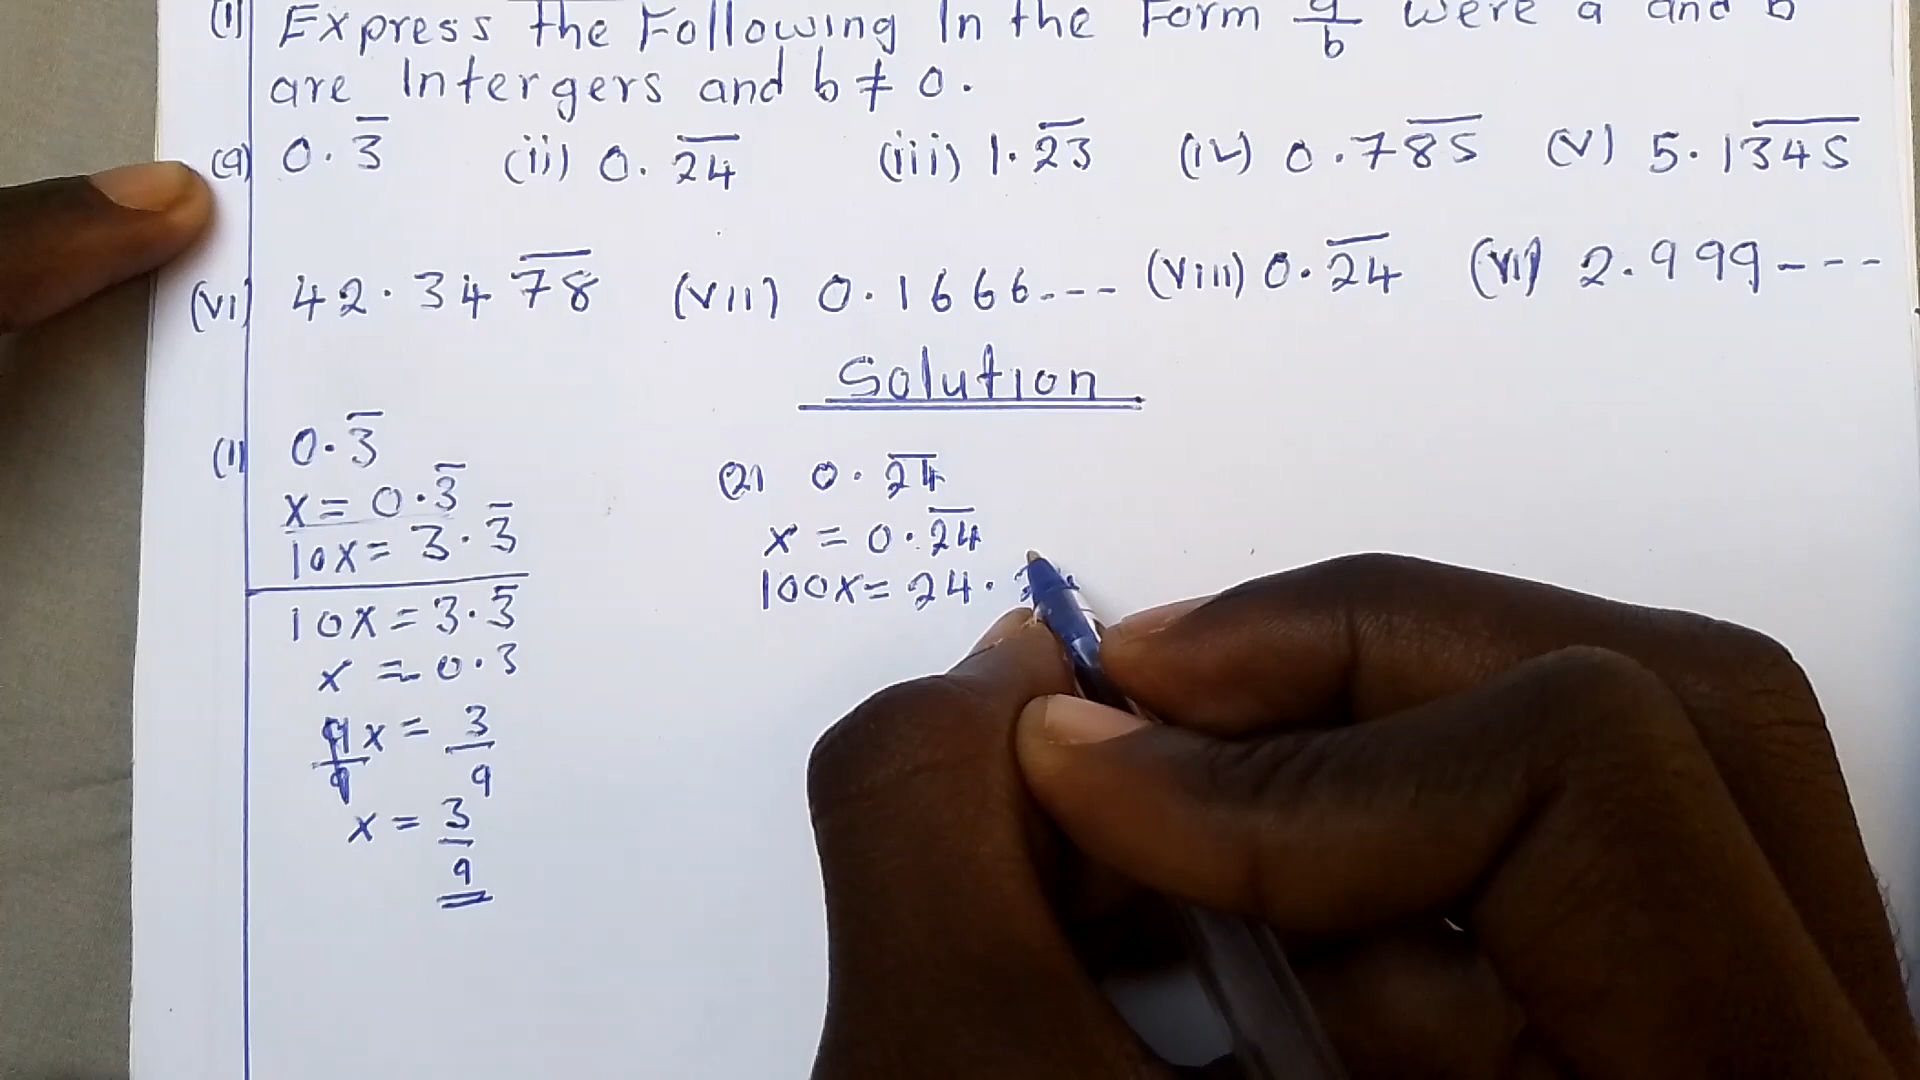 (1) Express the Following In the Form a/b were a and b
are Intergers and b ≠ 0.
(a) 0.3̅ (ii) 0.2̅4̅ (iii) 1.2̅3̅ (iv) 0.78̅5̅ (v) 5.13̅4̅5̅
(vi) 42.347̅8̅ (vii) 0.1666--- (viii) 0.2̅4̅ (vi) 2.999---
Solution
(1) 0.3̅
x = 0.3̅
10x = 3.3̅
10x = 3.3̅
x = 0.3
9x/9 = 3/9
x = 3/9
(2) 0.2̅4̅
x = 0.2̅4̅
100x = 24.